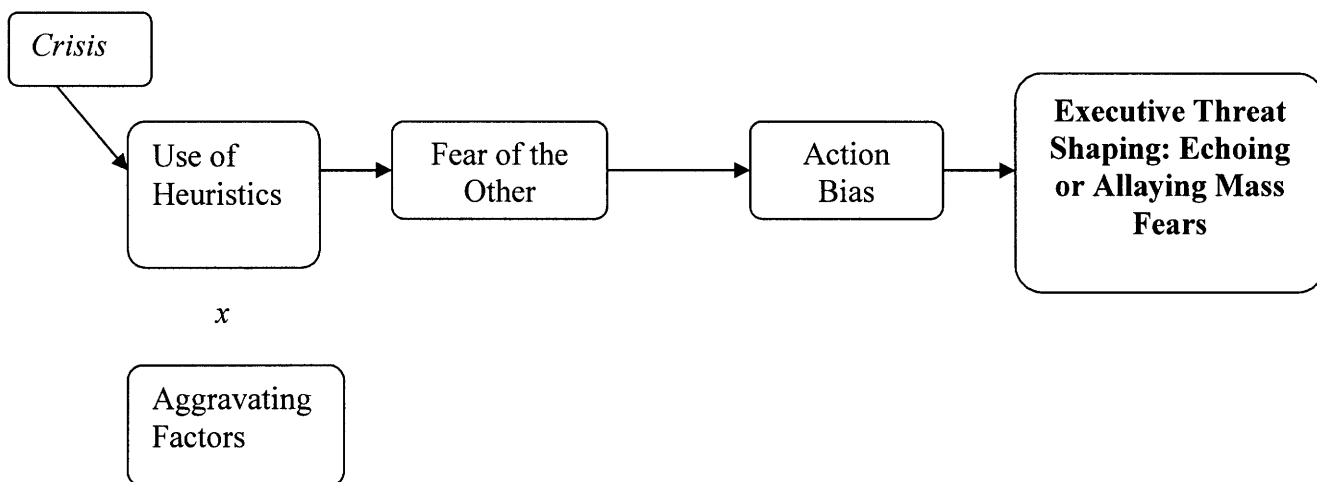 Crisis
Use of
Heuristics
Fear of the
Other
Action
Bias
Executive Threat
Shaping: Echoing
or Allaying Mass
Fears
x
Aggravating
Factors